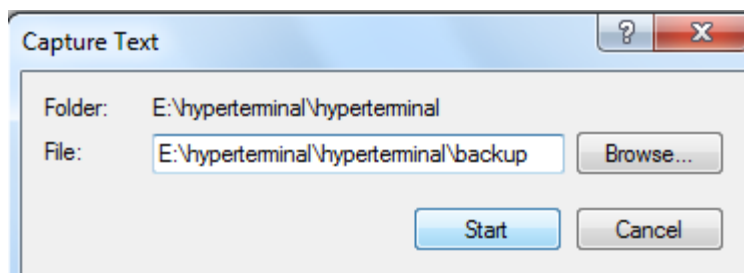 Capture Text
?
X
Folder: E:\hyperterminal\hyperterminal
File: E:\hyperterminal\hyperterminal\backup Browse...
Start Cancel